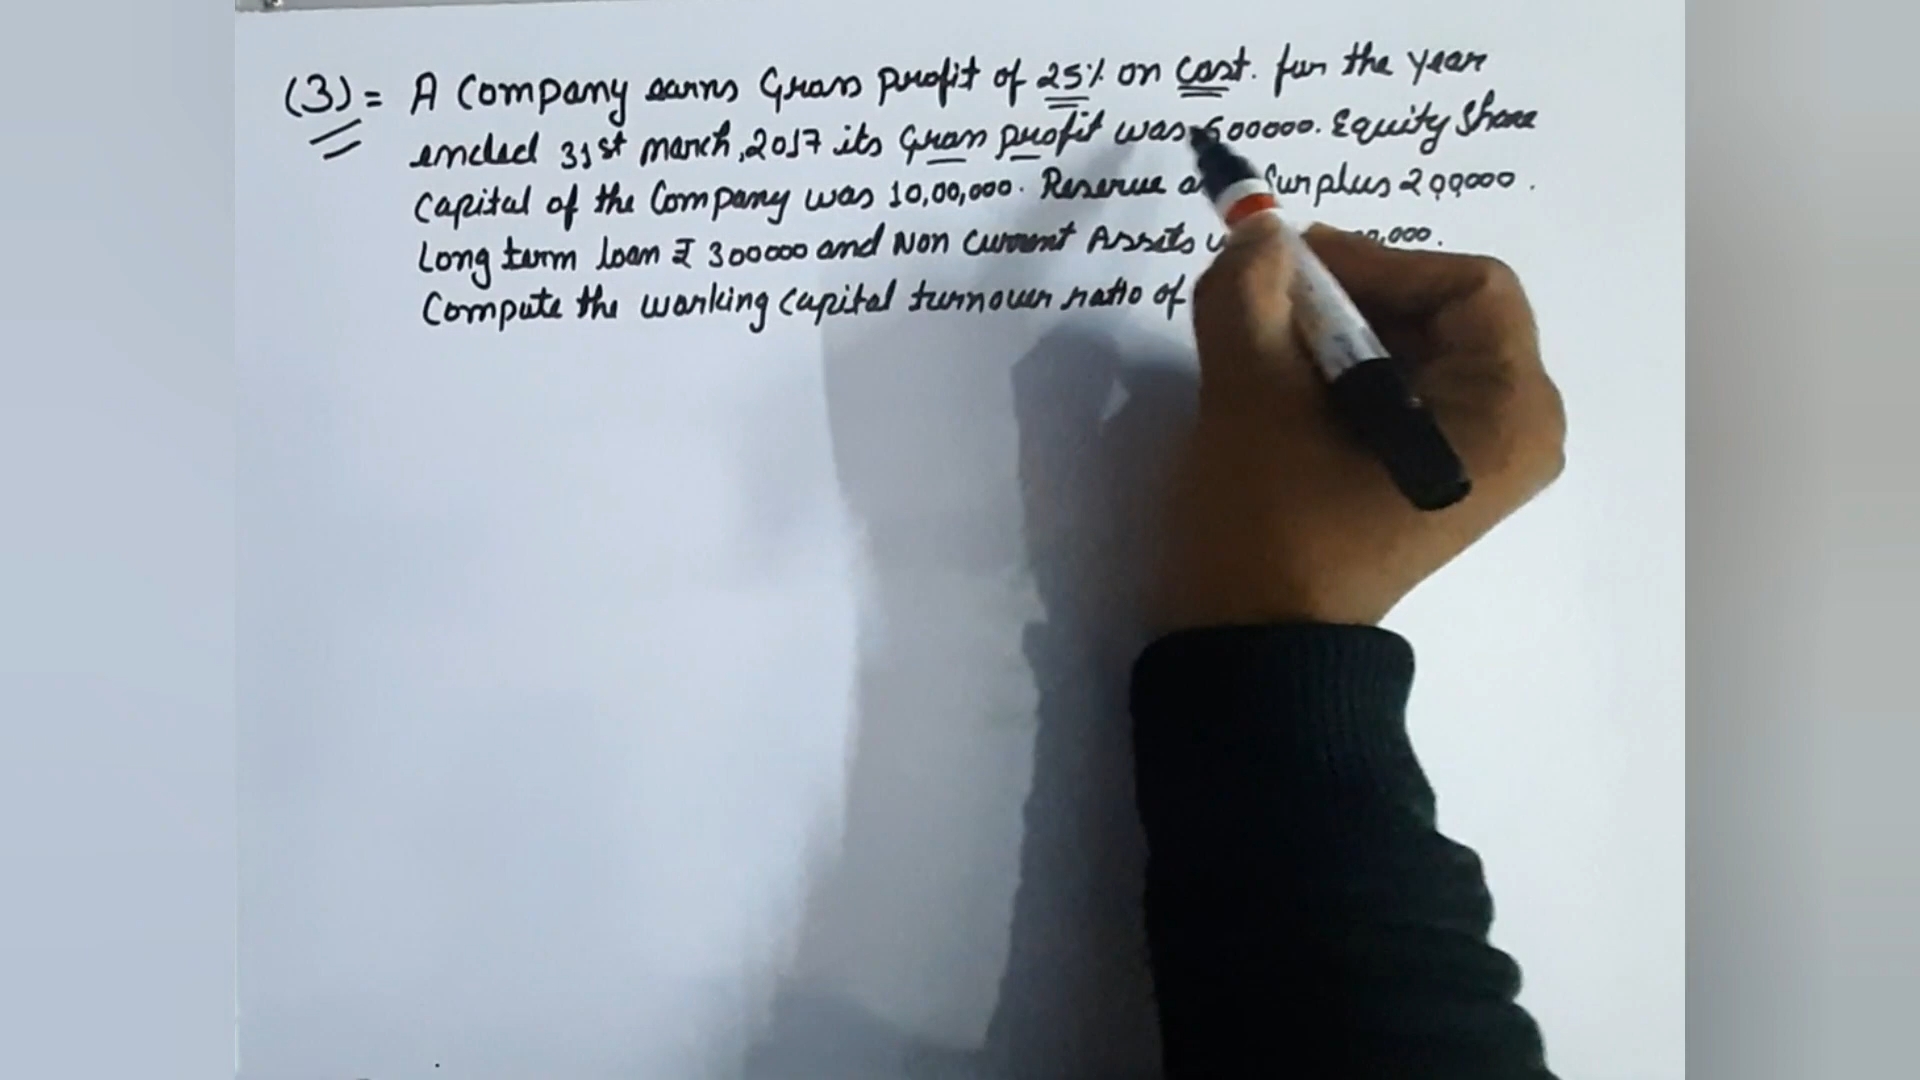 (3) = A Company earns Gross profit of 25% on cost. for the year
ended 31st march, 2017 its Gross profit was 500000. Equity Share
Capital of the Company was 10,00,000. Reserve Surplus 200000.
Long term loan ₹ 300000 and Non Current Assets
Compute the working Capital turnover ratio of